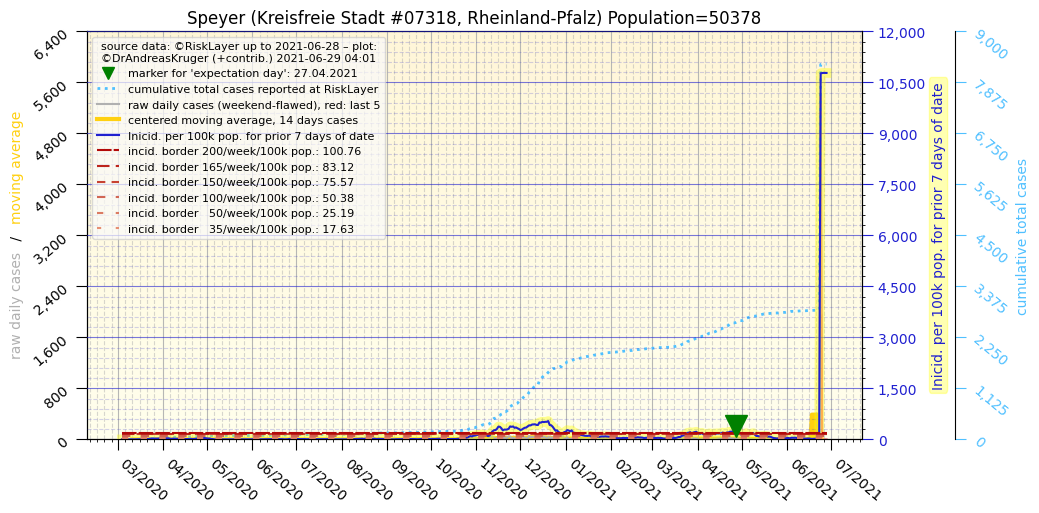 Speyer (Kreisfreie Stadt #07318, Rheinland-Pfalz) Population=50378
source data: ©RiskLayer up to 2021-06-28 – plot:
©DrAndreasKruger (+contrib.) 2021-06-29 04:01
marker for 'expectation day': 27.04.2021
cumulative total cases reported at RiskLayer
raw daily cases (weekend-flawed), red: last 5
centered moving average, 14 days cases
Inicid. per 100k pop. for prior 7 days of date
incid. border 200/week/100k pop.: 100.76
incid. border 165/week/100k pop.: 83.12
incid. border 150/week/100k pop.: 75.57
incid. border 100/week/100k pop.: 50.38
incid. border 50/week/100k pop.: 25.19
incid. border 35/week/100k pop.: 17.63
raw daily cases / moving average
6,400
5,600
4,800
4,000
3,200
2,400
1,600
800
0
03/2020
04/2020
05/2020
06/2020
07/2020
08/2020
09/2020
10/2020
11/2020
12/2020
01/2021
02/2021
03/2021
04/2021
05/2021
06/2021
07/2021
12,000
10,500
9,000
7,500
6,000
4,500
3,000
1,500
0
Inicid. per 100k pop. for prior 7 days of date
9,000
7,875
6,750
5,625
4,500
3,375
2,250
1,125
0
cumulative total cases